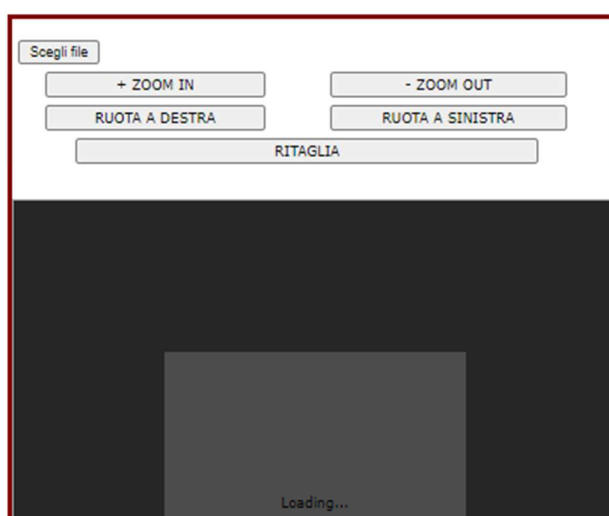 Scegli file
+ ZOOM IN - ZOOM OUT
RUOTA A DESTRA RUOTA A SINISTRA
RITAGLIA
Loading...